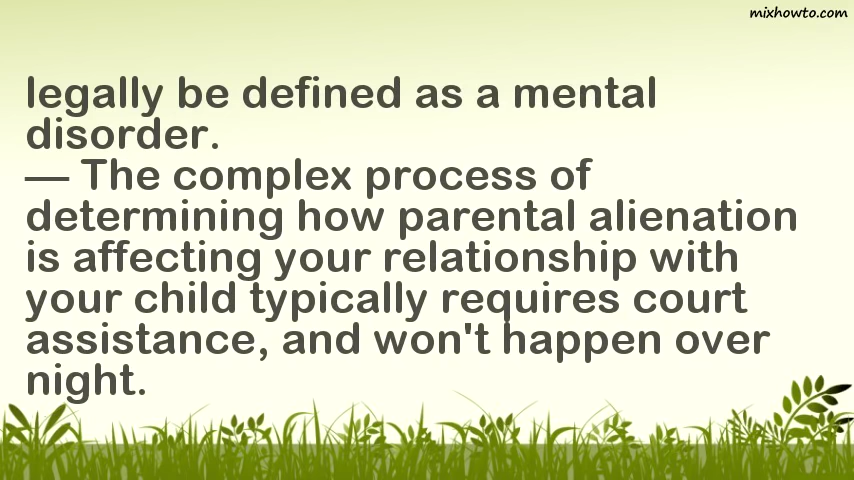 mixhowto.com
legally be defined as a mental
disorder.
— The complex process of
determining how parental alienation
is affecting your relationship with
your child typically requires court
assistance, and won't happen over
night.